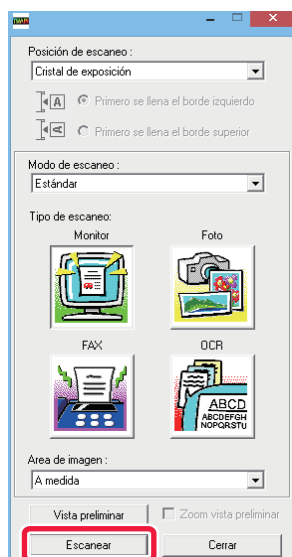 Posición de escaneo :
Cristal de exposición
A Primero se llena el borde izquierdo
A Primero se llena el borde superior
Modo de escaneo :
Estándar
Tipo de escaneo:
Monitor Foto
FAX OCR
ABCD
ABCDEFGH
NOPQRSTU
Area de imagen :
A medida
Vista preliminar Zoom vista preliminar
Escanear Cerrar